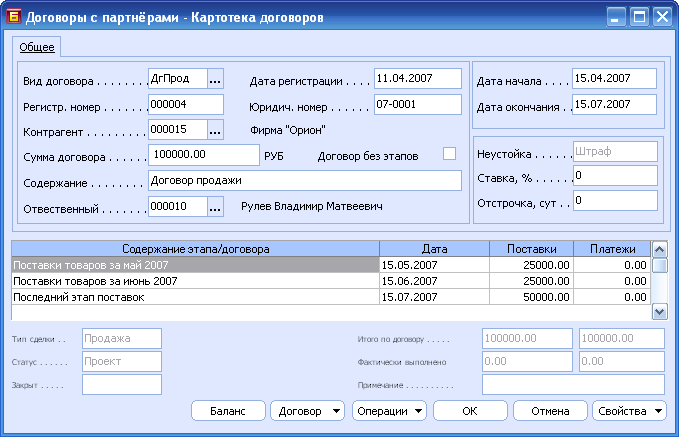 Договоры с партнёрами - Картотека договоров
Общее
Вид договора . . . . . . . . ДгПрод ... Дата регистрации . . . . 11.04.2007 Дата начала . . . . . 15.04.2007
Регистр. номер . . . . . . 000004 Юридич. номер . . . . . 07-0001 Дата окончания . . . 15.07.2007
Контрагент . . . . . . . . . 000015 ... Фирма "Орион"
Сумма договора . . . . . 100000.00 РУБ Договор без этапов Неустойка . . . . . . Штраф
Содержание . . . . . . . . Договор продажи Ставка, % . . . . . . 0
Отвественный . . . . . . 000010 ... Рулев Владимир Матвеевич Отстрочка, сут . . 0
Содержание этапа/договора Дата Поставки Платежи
Поставки товаров за май 2007 15.05.2007 25000.00 0.00
Поставки товаров за июнь 2007 15.06.2007 25000.00 0.00
Последний этап поставок 15.07.2007 50000.00 0.00
Тип сделки . . Продажа Итого по договору . . . . . 100000.00 100000.00
Статус . . . . . . Проект Фактически выполнено 0.00 0.00
Закрыт . . . . . Примечание . . . . . . . . . .
Баланс Договор Операции ОК Отмена Свойства